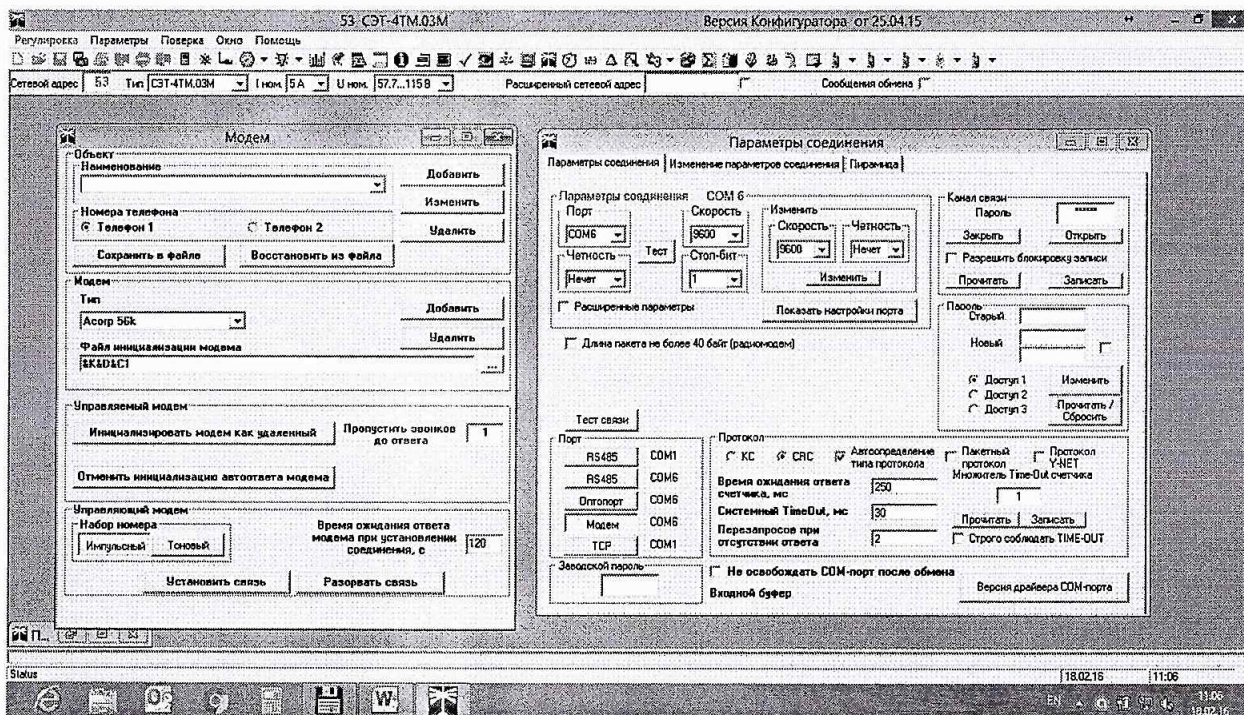 53 СЭТ-4ТМ.03М
Версия Конфигуратора от 25.04.15
Регулировка Параметры Поверка Окно Помощь
Сетевой адрес 53 Тип СЭТ-4ТМ.03М I ном. 5 А U ном. 57.7...115 В Расширенный сетевой адрес Сообщения обмена
Модем
Объект
Наименование
Добавить
Изменить
Номера телефона
Телефон 1 Телефон 2
Удалить
Сохранить в файле Восстановить из файла
Модем
Тип
Acorp 56k
Добавить
Удалить
Файл инициализации модема
&K&D&C1
...
Управляемый модем
Инициализировать модем как удаленный
Пропустить звонков до ответа
1
Отменить инициализацию автоответа модема
Управляющий модем
Набор номера
Импульсный Тоновый
Время ожидания ответа модема при установлении соединения, с
120
Установить связь Разорвать связь
Параметры соединения
Параметры соединения Изменение параметров соединения Пирамида
Параметры соединения COM 6
Порт
COM6
Скорость
9600
Тест
Четность
Нечет
Стоп-бит
1
Изменить
Скорость
9600
Четность
Нечет
Изменить
Расширенные параметры
Показать настройки порта
Длина пакета не более 40 байт (радиомодем)
Канал связи
Пароль
Закрыть Открыть
Разрешить блокировку записи
Прочитать Записать
Пароль
Старый
Новый
Доступ 1
Доступ 2
Доступ 3
Изменить
Прочитать / Сбросить
Тест связи
Порт
RS485 COM1
RS485 COM6
Оптопорт COM6
Модем COM6
TCP COM1
Протокол
КС CRC Автоопределение типа протокола Пакетный протокол Протокол Y-NET
Время ожидания ответа счетчика, мс 250
Системный TimeOut, мс 30
Перезапросов при отсутствии ответа 2
Множитель Time-Out счетчика
1
Прочитать Записать
Строго соблюдать TIME-OUT
Заводской пароль
Не освобождать COM-порт после обмена
Входной буфер
Версия драйвера COM-порта
П...
Status
18.02.16 11:06
EN
11:06
18.02.16